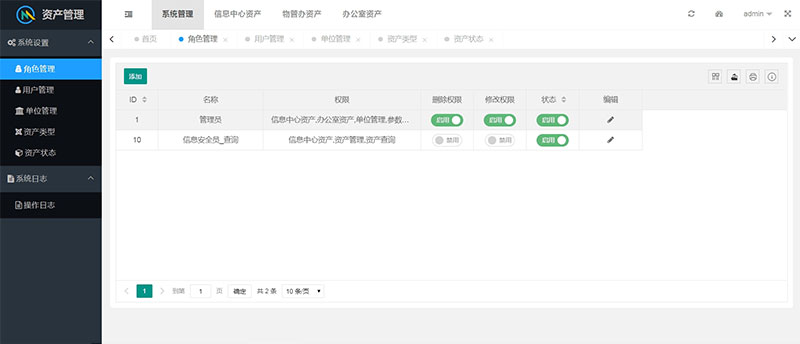 资产管理
系统管理 信息中心资产 物替办资产 办公室资产 admin
系统设置
首页 角色管理 用户管理 单位管理 资产类型 资产状态
角色管理
用户管理
单位管理
资产类型
资产状态
系统日志
操作日志
添加
ID 名称 权限 删除权限 修改权限 状态 编辑
1 管理员 信息中心资产,办公室资产,单位管理,参数... 启用 启用 启用
10 信息安全员_查询 信息中心资产,资产管理,资产查询 禁用 禁用 启用
1 到第 1 页 确定 共 2 条 10 条/页